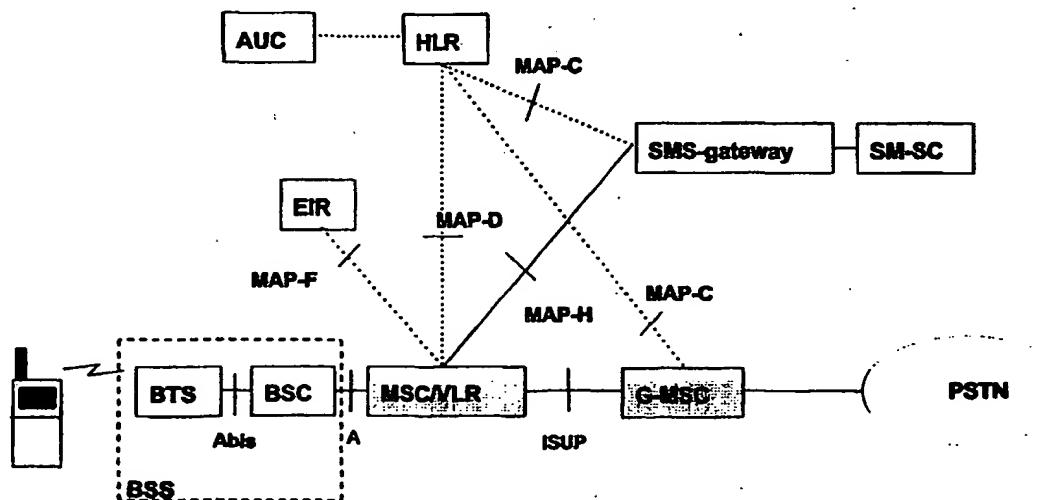 AUC
HLR
MAP-C
SMS-gateway
SM-SC
EIR
MAP-D
MAP-F
MAP-H
MAP-C
BTS
BSC
MSC/VLR
G-MSC
PSTN
Abis
A
ISUP
BSS